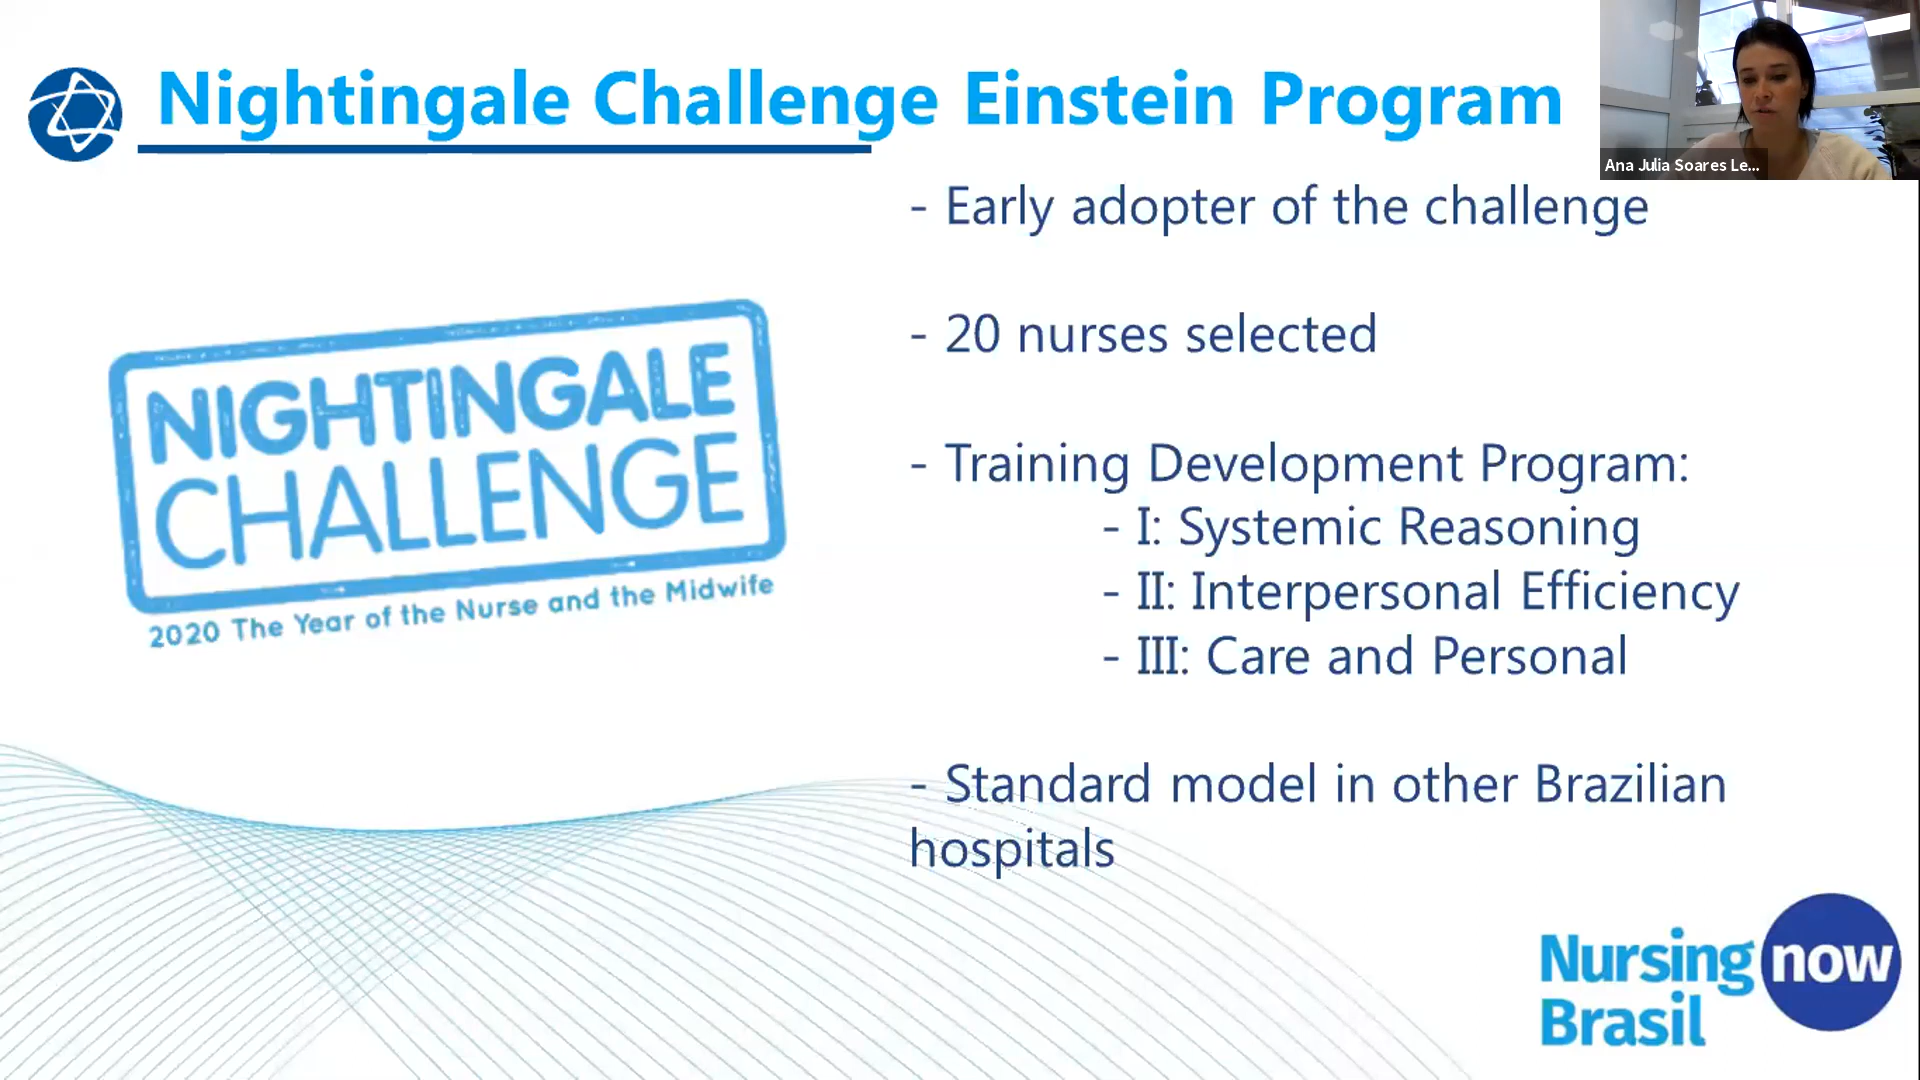 Nightingale Challenge Einstein Program
Ana Julia Soares Le...
- Early adopter of the challenge
- 20 nurses selected
- Training Development Program:
- I: Systemic Reasoning
- II: Interpersonal Efficiency
- III: Care and Personal
- Standard model in other Brazilian
hospitals
NIGHTINGALE
CHALLENGE
2020 The Year of the Nurse and the Midwife
Nursing now
Brasil